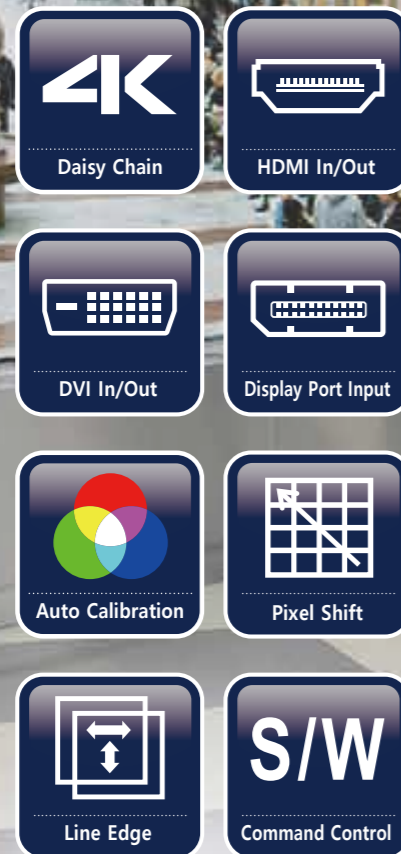 4K
Daisy Chain
HDMI In/Out
DVI In/Out
Display Port Input
Auto Calibration
Pixel Shift
Line Edge
S/W
Command Control